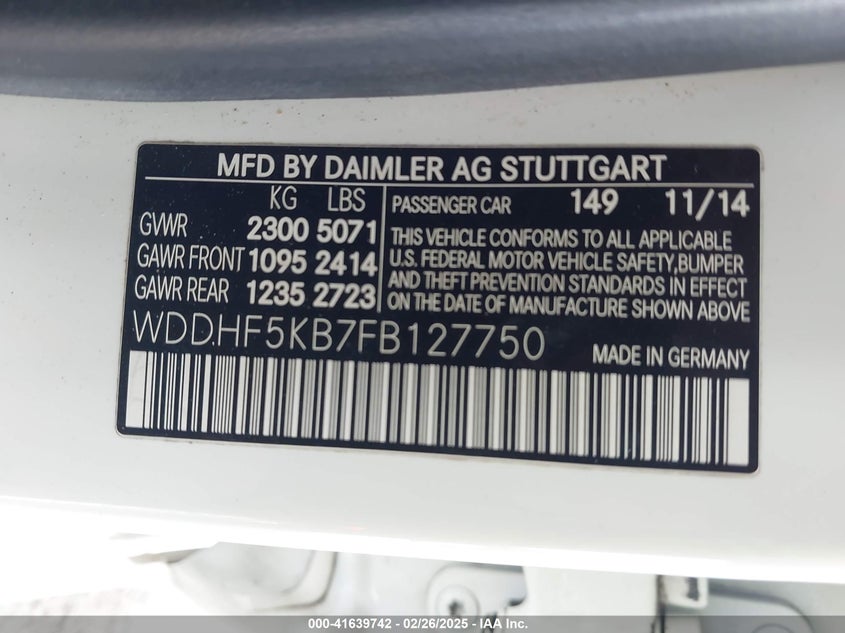 MFD BY DAIMLER AG STUTTGART
KG LBS
GVWR 2300 5071
GAWR FRONT 1095 2414
GAWR REAR 1235 2723
PASSENGER CAR 149 11/14
THIS VEHICLE CONFORMS TO ALL APPLICABLE
U.S. FEDERAL MOTOR VEHICLE SAFETY, BUMPER
AND THEFT PREVENTION STANDARDS IN EFFECT
ON THE DATE OF MANUFACTURE SHOWN ABOVE
WDDHF5KB7FB127750
MADE IN GERMANY
000-41639742 - 02/26/2025 - IAA Inc.